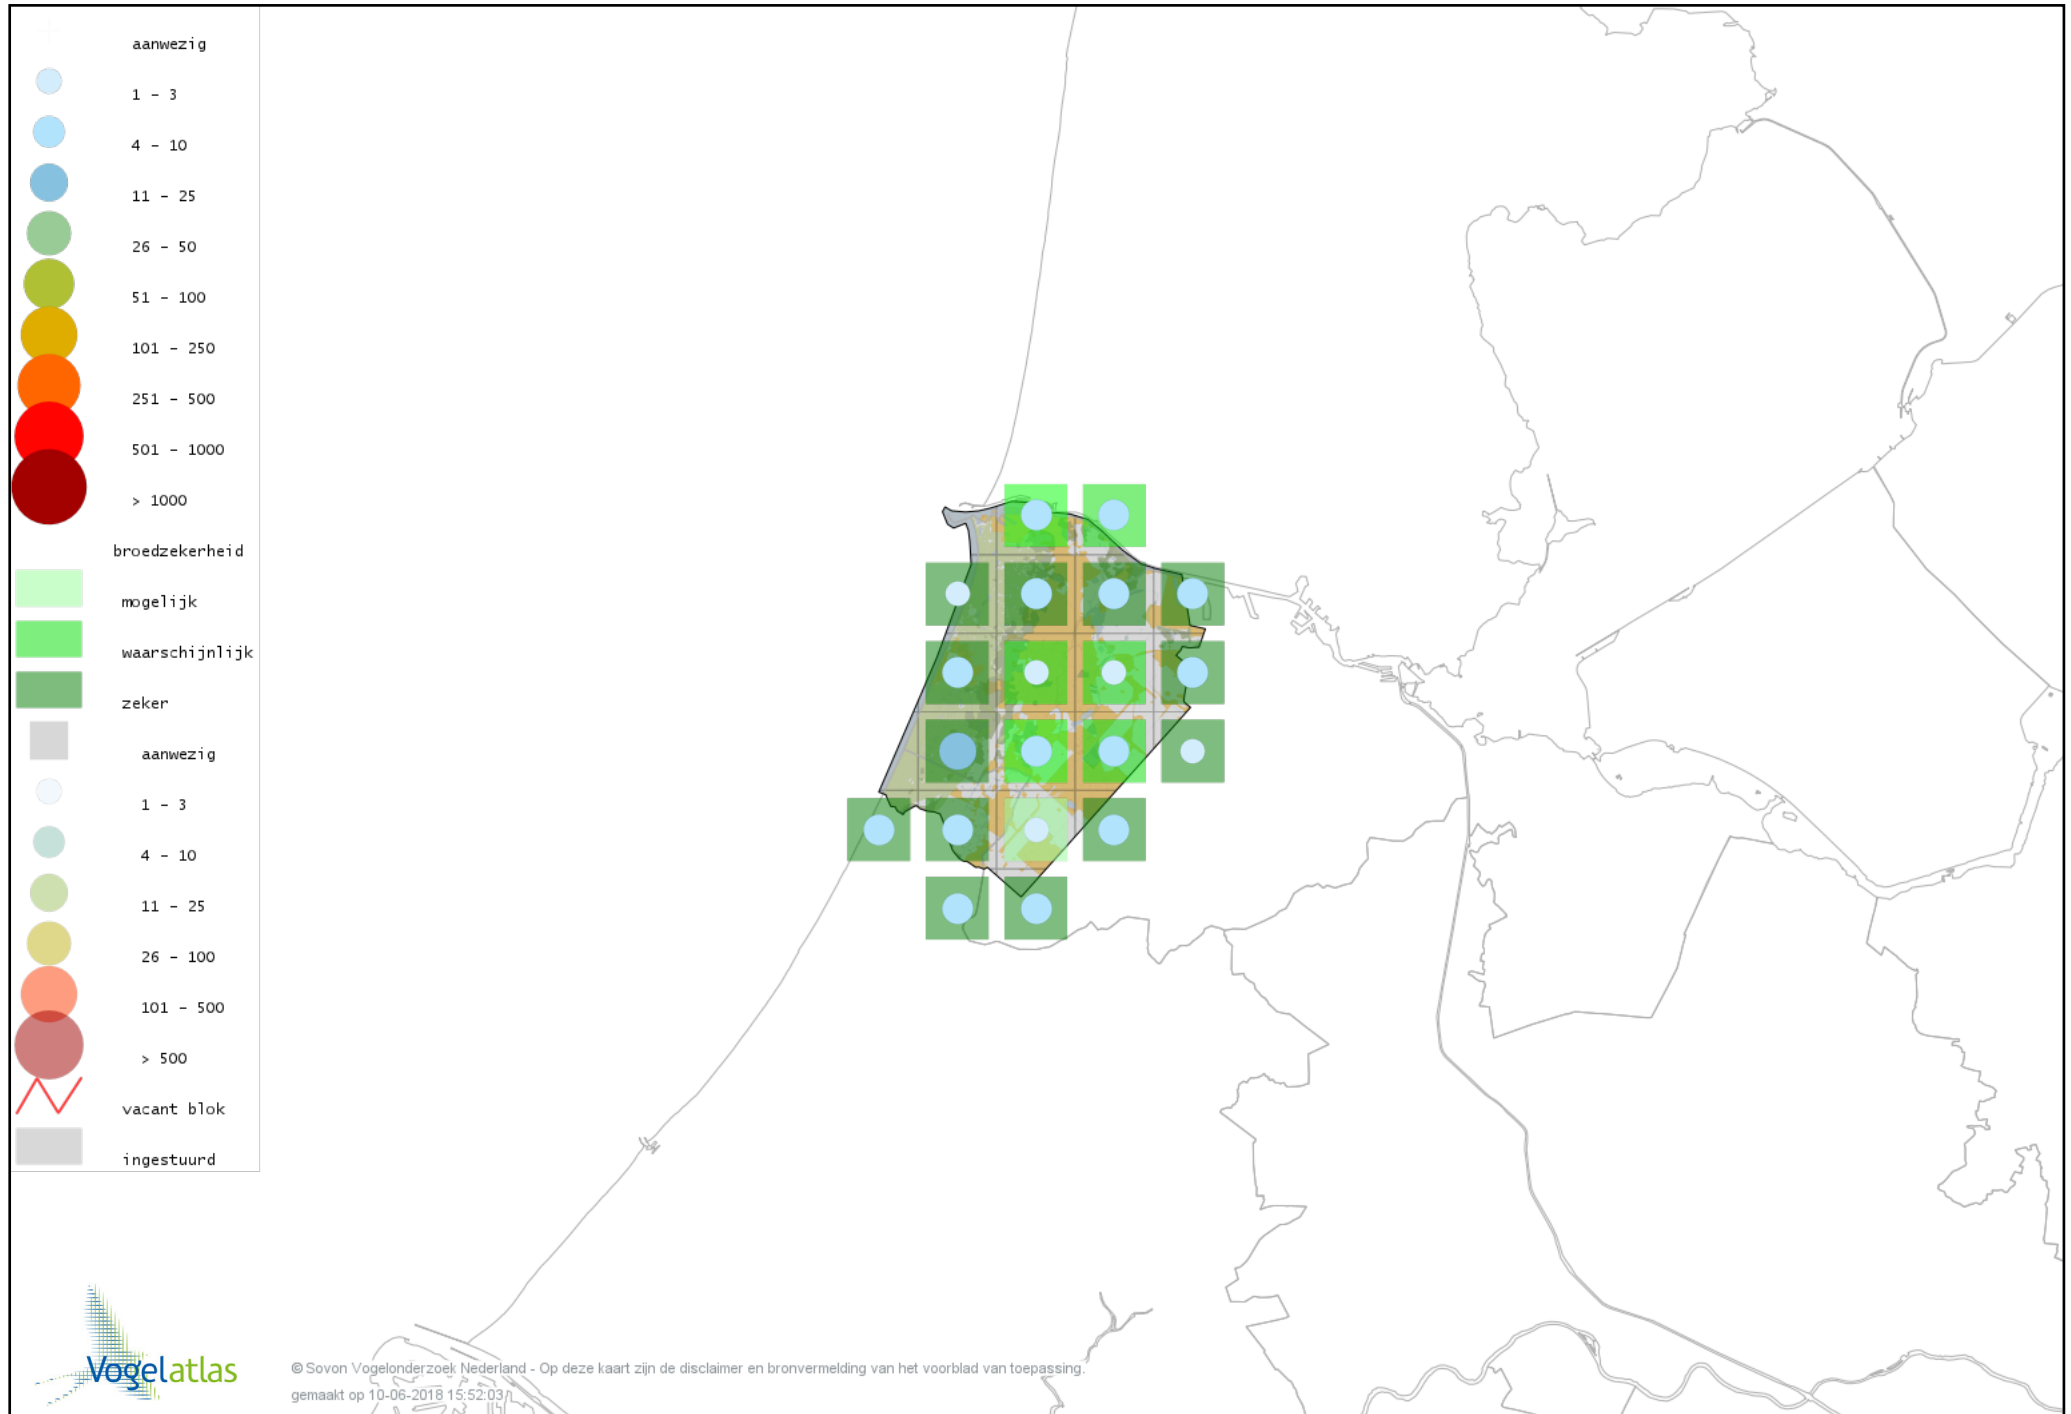 aanwezig
1 - 3
4 - 10
11 - 25
26 - 50
51 - 100
101 - 250
251 - 500
501 - 1000
> 1000
broedzekerheid
mogelijk
waarschijnlijk
zeker
aanwezig
1 - 3
4 - 10
11 - 25
26 - 100
101 - 500
> 500
vacant blok
ingestuurd
Vogelatlas
© Sovon Vogelonderzoek Nederland - Op deze kaart zijn de disclaimer en bronvermelding van het voorblad van toepassing.
gemaakt op 10-06-2018 15:52:03